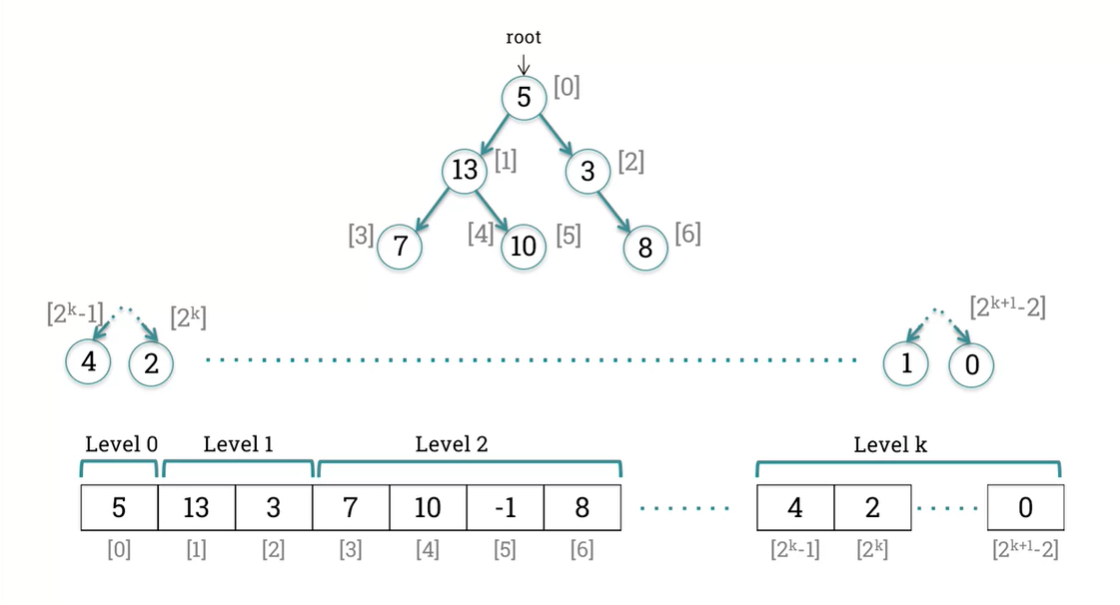 root
5 [0]
13 [1] 3 [2]
[3] 7 [4] 10 [5] 8 [6]
[2ᵏ-1] [2ᵏ] [2ᵏ⁺¹-2]
4 2 1 0
Level 0 Level 1 Level 2 Level k
5 13 3 7 10 -1 8 ....... 4 2 ..... 0
[0] [1] [2] [3] [4] [5] [6] [2ᵏ-1] [2ᵏ] [2ᵏ⁺¹-2]